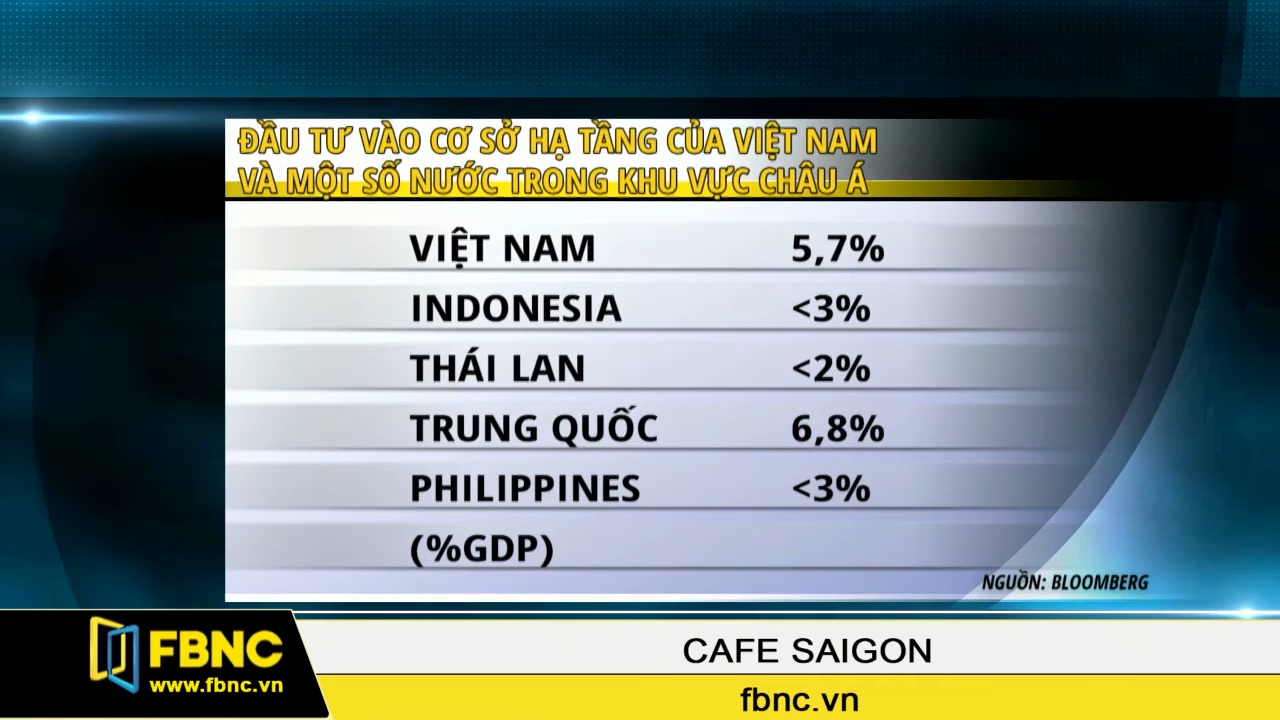 ĐẦU TƯ VÀO CƠ SỞ HẠ TẦNG CỦA VIỆT NAM
VÀ MỘT SỐ NƯỚC TRONG KHU VỰC CHÂU Á
VIỆT NAM 5,7%
INDONESIA <3%
THÁI LAN <2%
TRUNG QUỐC 6,8%
PHILIPPINES <3%
(%GDP)
NGUỒN: BLOOMBERG
FBNC
www.fbnc.vn
CAFE SAIGON
fbnc.vn